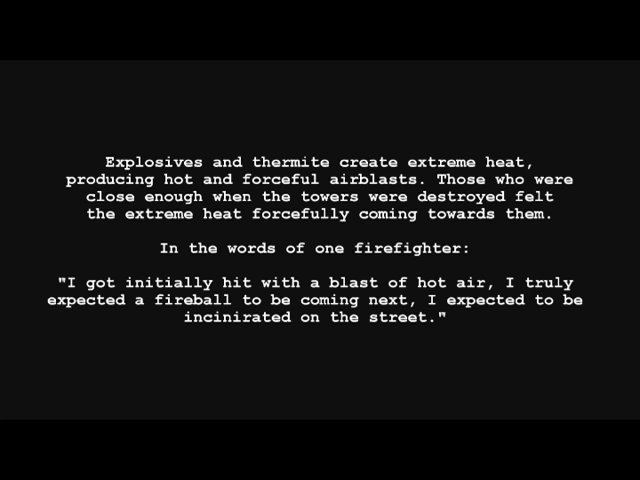 Explosives and thermite create extreme heat,
producing hot and forceful airblasts. Those who were
close enough when the towers were destroyed felt
the extreme heat forcefully coming towards them.
In the words of one firefighter:
"I got initially hit with a blast of hot air, I truly
expected a fireball to be coming next, I expected to be
incinirated on the street."